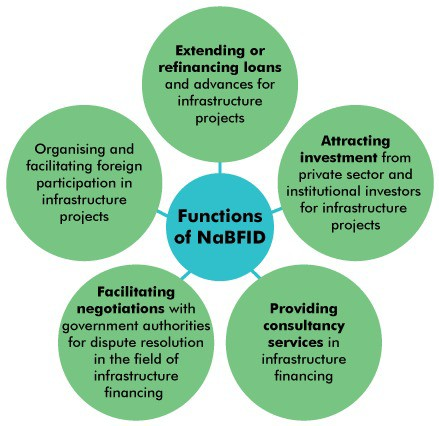 Extending or
refinancing loans
and advances for
infrastructure
projects
Attracting
investment from
private sector and
institutional investors
for infrastructure
projects
Providing
consultancy
services in
infrastructure
financing
Facilitating
negotiations with
government authorities
for dispute resolution
in the field of
infrastructure
financing
Organising and
facilitating foreign
participation in
infrastructure
projects
Functions
of NaBFID